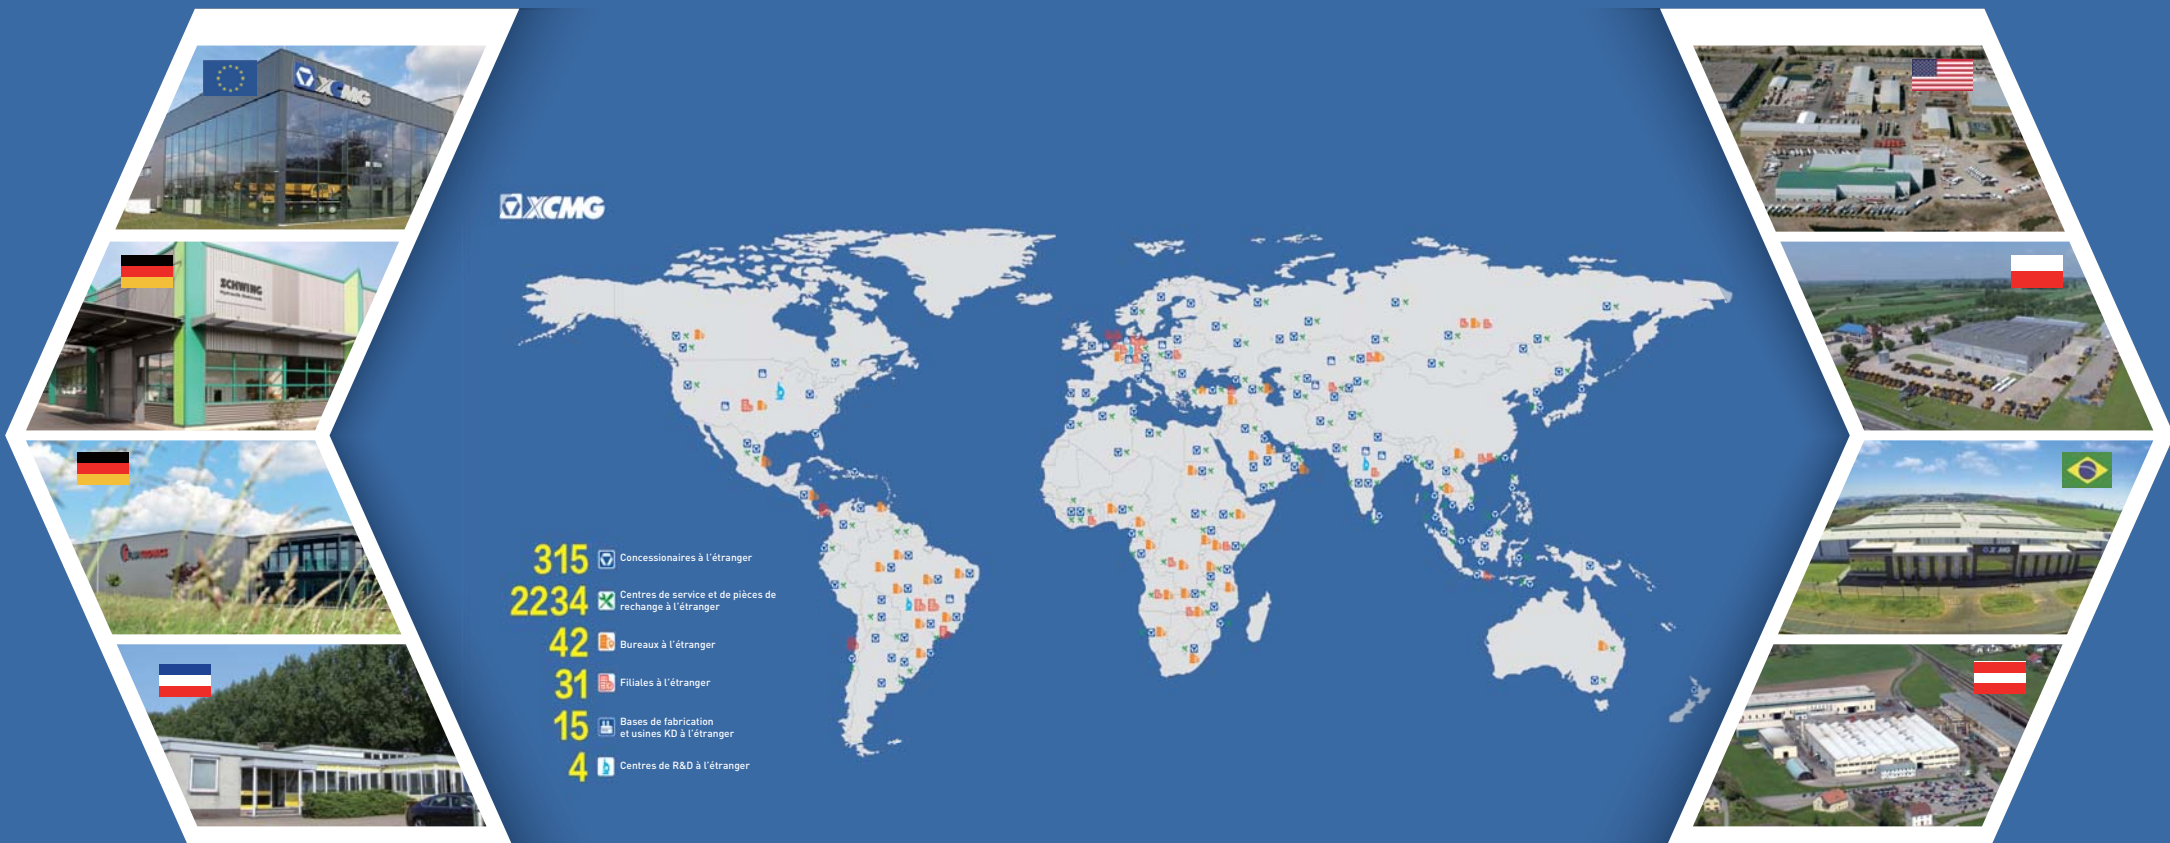 XCMG
SCHWING
XCMG
315 Concessionaires à l'étranger
2234 Centres de service et de pièces de
rechange à l'étranger
42 Bureaux à l'étranger
31 Filiales à l'étranger
15 Bases de fabrication
et usines KD à l'étranger
4 Centres de R&D à l'étranger